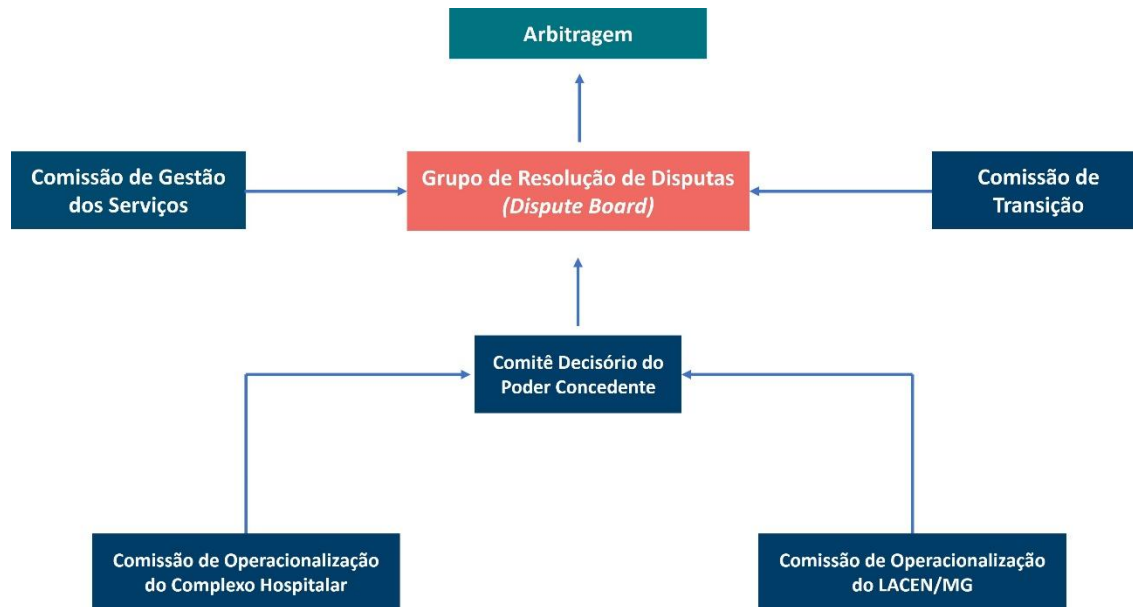 Arbitragem
Comissão de Gestão
dos Serviços
Grupo de Resolução de Disputas
(Dispute Board)
Comissão de
Transição
Comitê Decisório do
Poder Concedente
Comissão de Operacionalização
do Complexo Hospitalar
Comissão de Operacionalização
do LACEN/MG